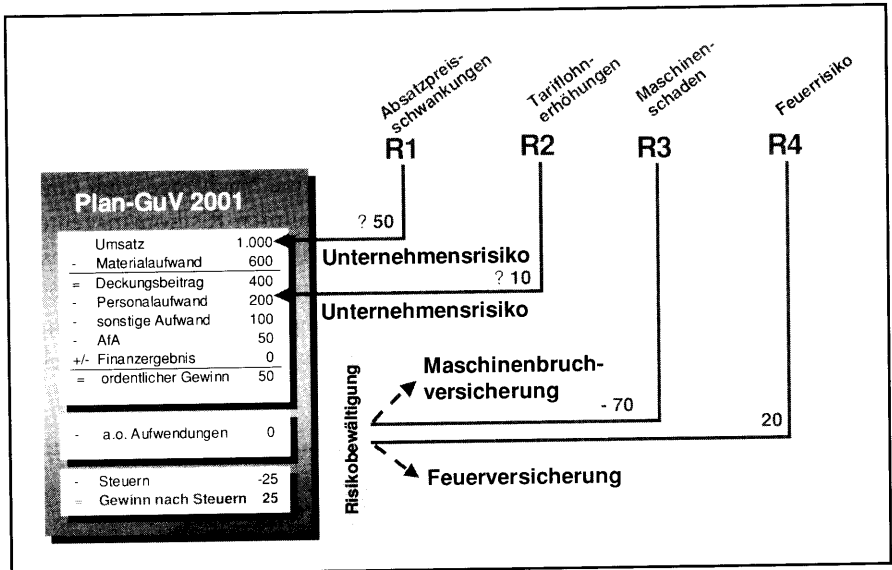 Absatzpreis-
schwankungen
Tariflohn-
erhöhungen
Maschinen-
schaden
Feuerrisiko
R1 R2 R3 R4
Plan-GuV 2001
Umsatz 1.000
- Materialaufwand 600
= Deckungsbeitrag 400
- Personalaufwand 200
- sonstige Aufwand 100
- AfA 50
+/- Finanzergebnis 0
= ordentlicher Gewinn 50
- a.o. Aufwendungen 0
- Steuern -25
= Gewinn nach Steuern 25
? 50
Unternehmensrisiko
? 10
Unternehmensrisiko
Risikobewältigung
Maschinenbruch-
versicherung
- 70
20
Feuerversicherung